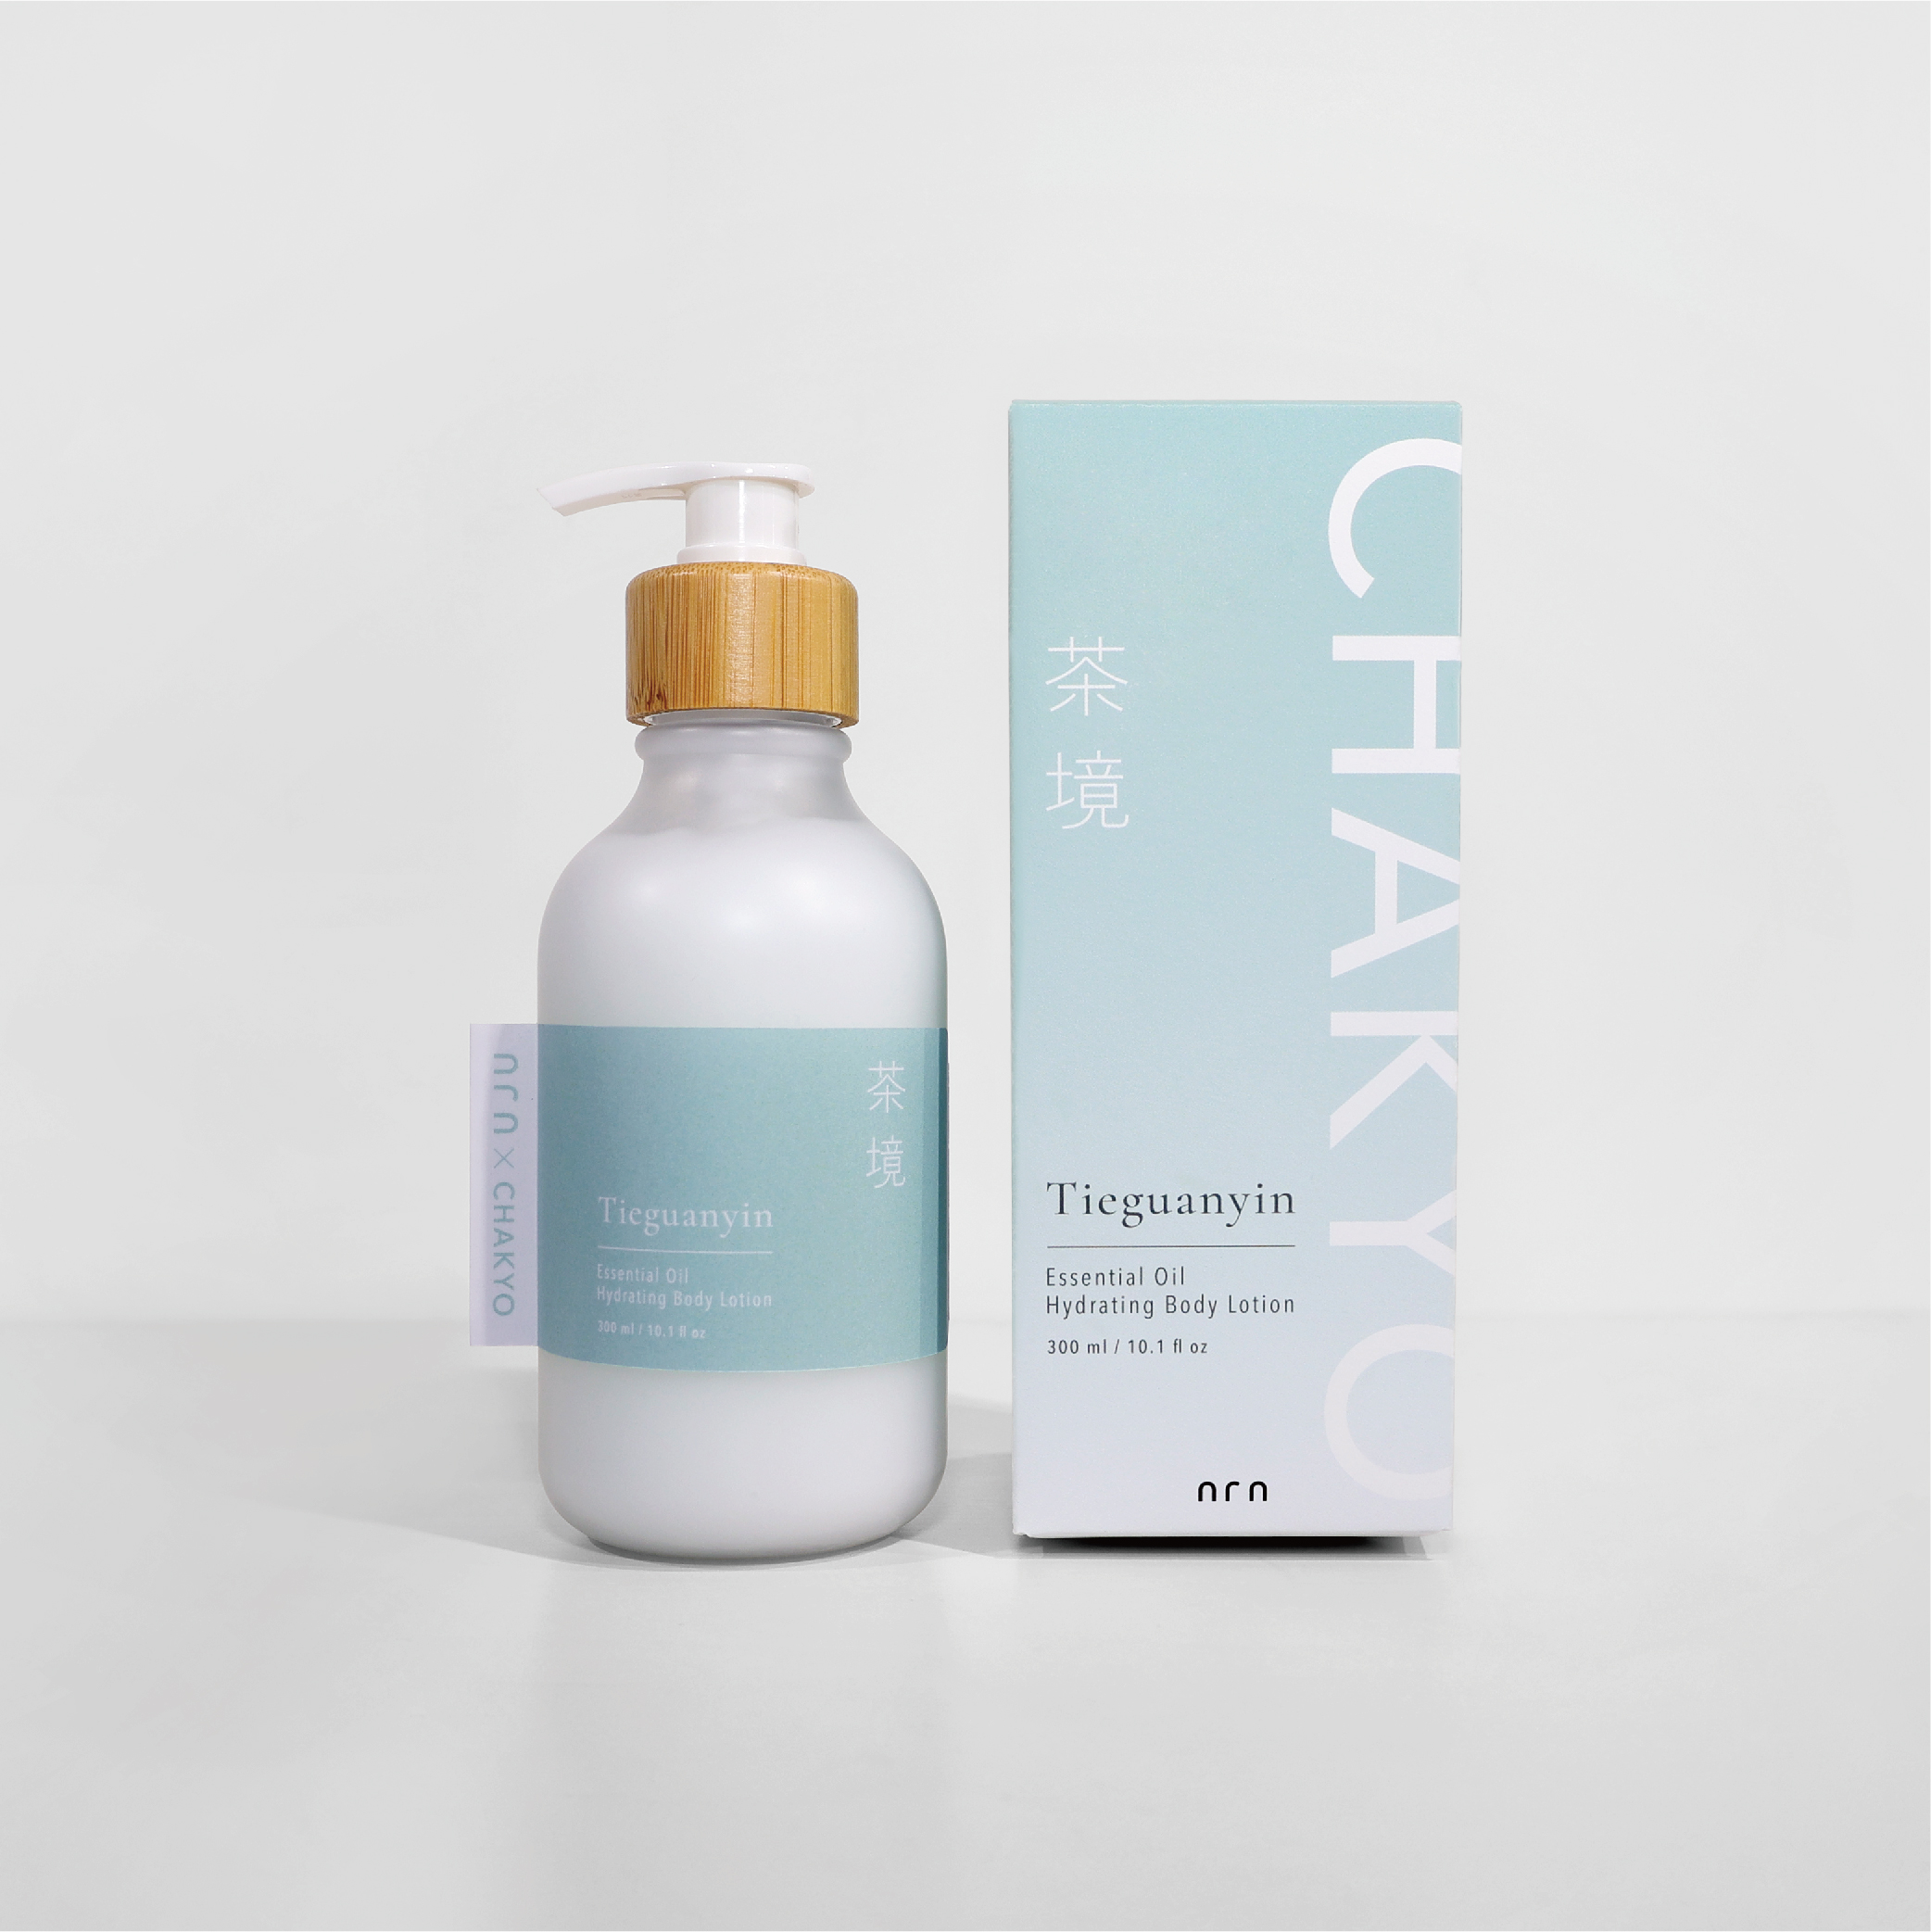 nrn × CHAKYO
茶境
Tieguanyin
Essential Oil
Hydrating Body Lotion
300 ml / 10.1 fl oz
CHAKYO
茶境
Tieguanyin
Essential Oil
Hydrating Body Lotion
300 ml / 10.1 fl oz
nrn